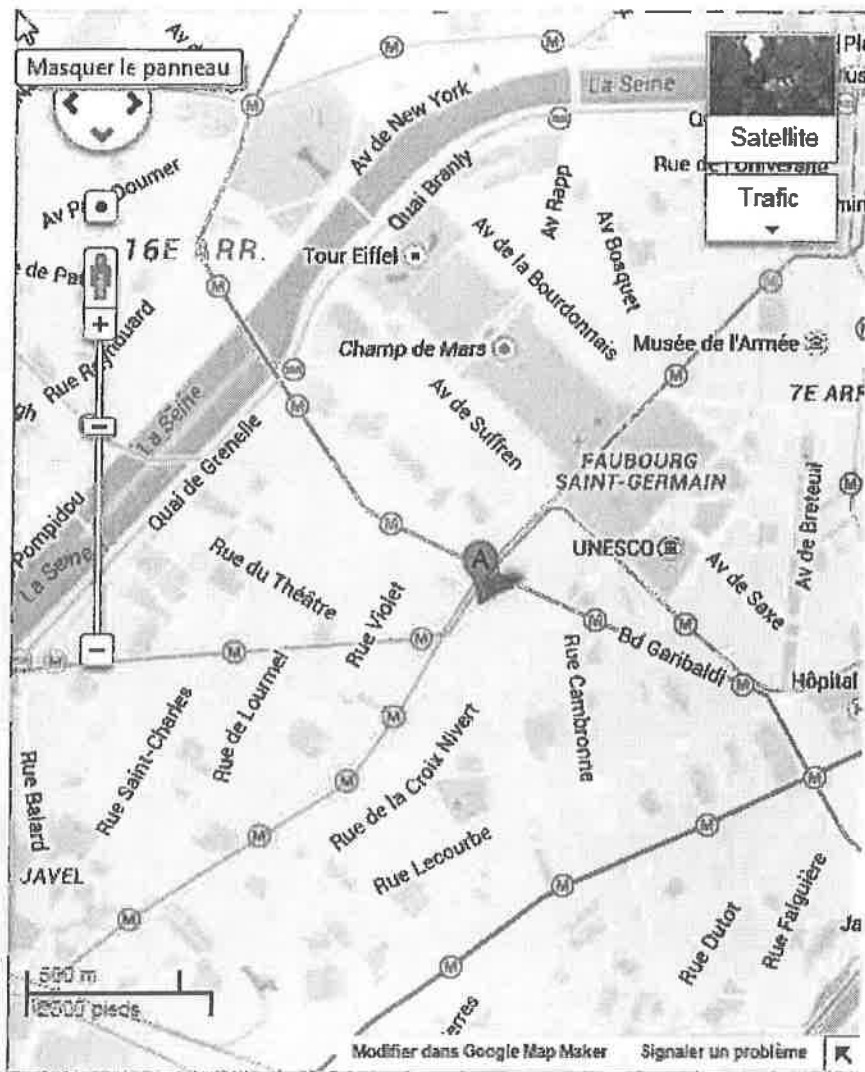 Masquer le panneau
La Seine
Satellite
Trafic
Av de New York
Quai Branly
Av Rapp
Av Bosquet
16E ARR.
Tour Eiffel
Av de la Bourdonnais
Champ de Mars
Musée de l'Armée
Av de Suffren
7E ARR
La Seine
Quai de Grenelle
FAUBOURG
SAINT-GERMAIN
Pompidou
La Seine
UNESCO
Av de Breteuil
A
Rue du Théâtre
Av de Saxe
Rue Violet
Bd Garibaldi
Rue Cambronne
Hôpital
Rue Saint-Charles
Rue de Lourmel
Rue de la Croix Nivert
Rue Balard
Rue Lecourbe
JAVEL
Rue Dutot
Rue Falguière
Ja
500 m
2000 pieds
erres
Modifier dans Google Map Maker
Signaler un problème